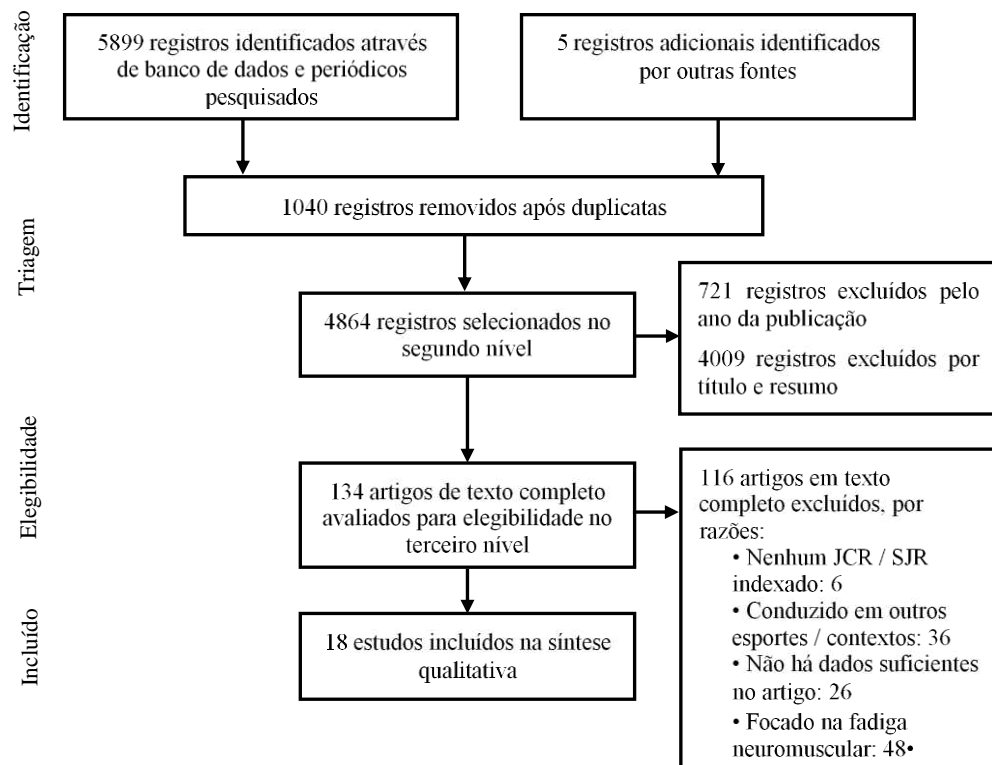 Identificação
5899 registros identificados através
de banco de dados e periódicos
pesquisados
5 registros adicionais identificados
por outras fontes
1040 registros removidos após duplicatas
Triagem
4864 registros selecionados no
segundo nível
721 registros excluídos pelo
ano da publicação
4009 registros excluídos por
título e resumo
Elegibilidade
134 artigos de texto completo
avaliados para elegibilidade no
terceiro nível
116 artigos em texto
completo excluídos, por
razões:
• Nenhum JCR / SJR
indexado: 6
• Conduzido em outros
esportes / contextos: 36
• Não há dados suficientes
no artigo: 26
• Focado na fadiga
neuromuscular: 48•
Incluído
18 estudos incluídos na síntese
qualitativa